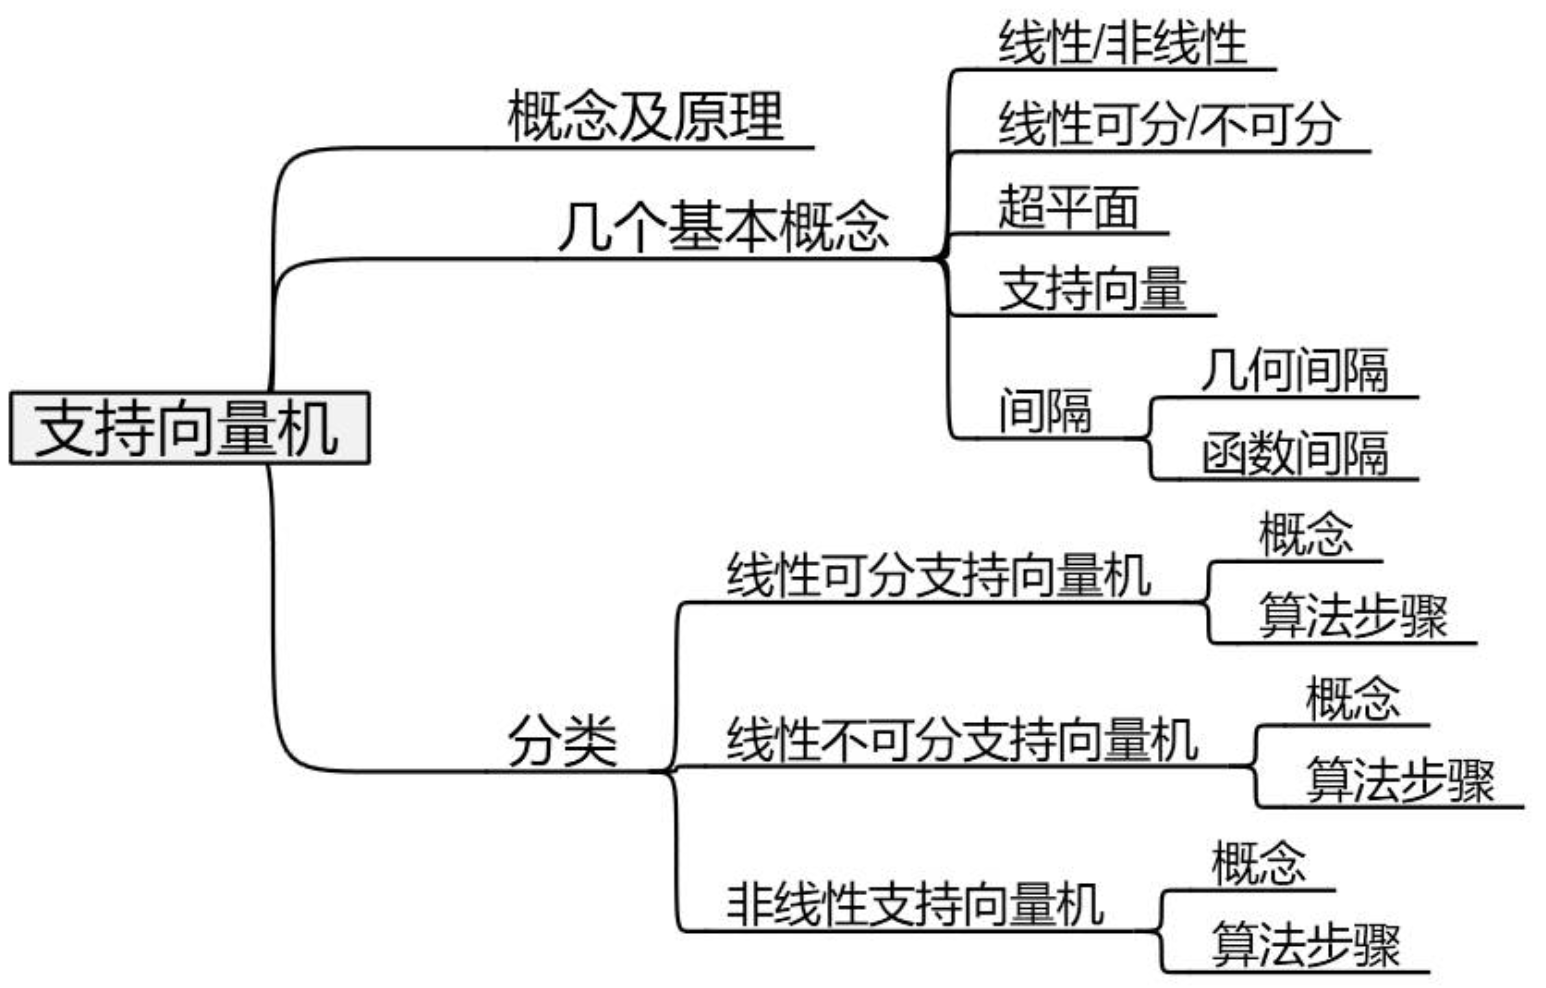 支持向量机
概念及原理
几个基本概念
线性/非线性
线性可分/不可分
超平面
支持向量
间隔
几何间隔
函数间隔
分类
线性可分支持向量机
概念
算法步骤
线性不可分支持向量机
概念
算法步骤
非线性支持向量机
概念
算法步骤